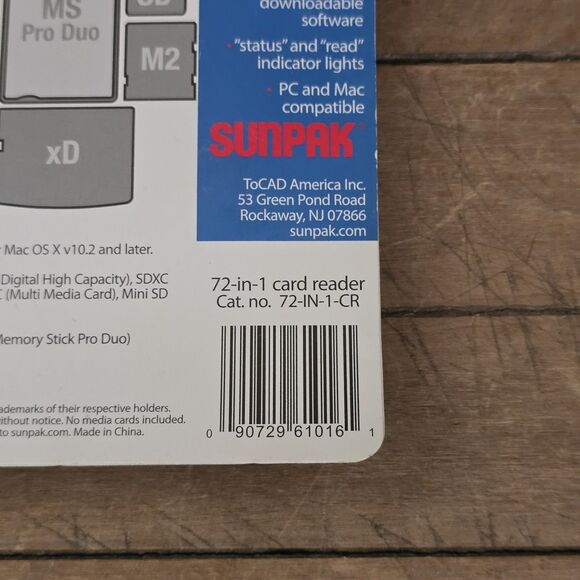 MS
Pro Duo
M2
xD
downloadable
software
• "status" and "read"
indicator lights
• PC and Mac
compatible
SUNPAK™
ToCAD America Inc.
53 Green Pond Road
Rockaway, NJ 07866
sunpak.com
Mac OS X v10.2 and later.
Digital High Capacity), SDXC
(Multi Media Card), Mini SD
Memory Stick Pro Duo)
72-in-1 card reader
Cat. no. 72-IN-1-CR
ademarks of their respective holders.
without notice. No media cards included.
to sunpak.com. Made in China.
0 90729 61016 1